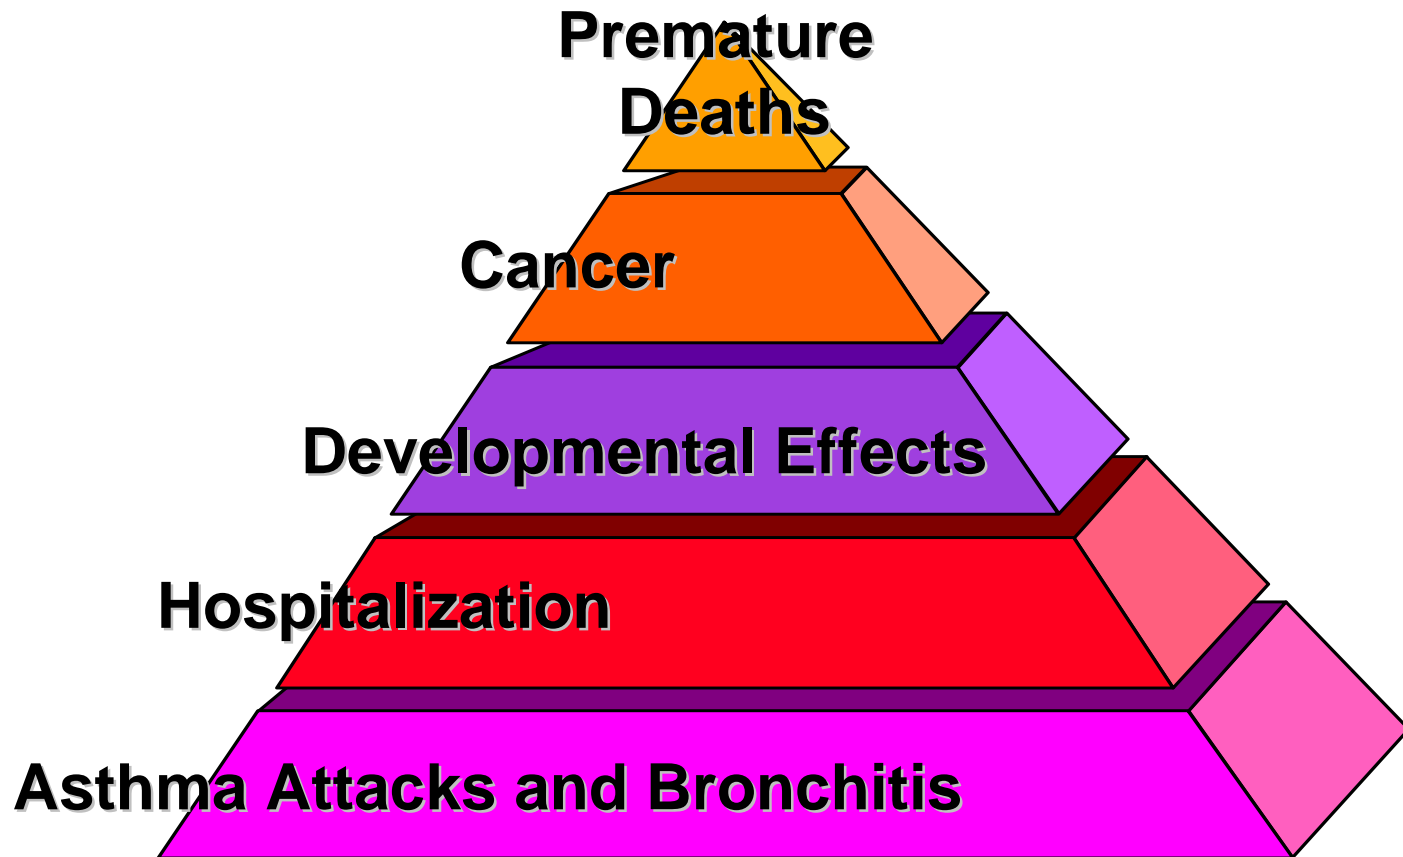 Premature
Deaths
Cancer
Developmental Effects
Hospitalization
Asthma Attacks and Bronchitis